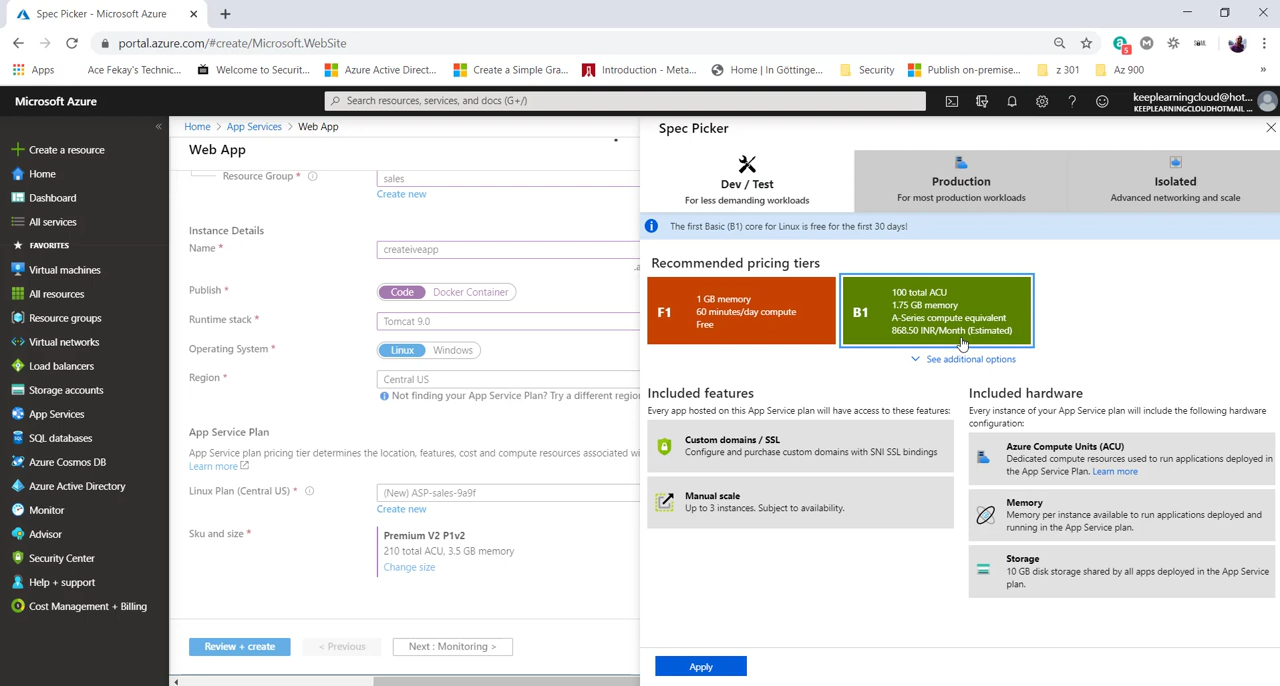 Spec Picker - Microsoft Azure
portal.azure.com/#create/Microsoft.WebSite
Apps
Ace Fekay's Technic...
Welcome to Securit...
Azure Active Direct...
Create a Simple Gra...
Introduction - Meta...
Home | In Göttinge...
Security
Publish on-premise...
z 301
Az 900
Microsoft Azure
Search resources, services, and docs (G+/)
keeplearningcloud@hot...
KEEPLEARNINGCLOUDHOTMAIL ...
Create a resource
Home
Dashboard
All services
FAVORITES
Virtual machines
All resources
Resource groups
Virtual networks
Load balancers
Storage accounts
App Services
SQL databases
Azure Cosmos DB
Azure Active Directory
Monitor
Advisor
Security Center
Help + support
Cost Management + Billing
Home > App Services > Web App
Web App
Resource Group *
sales
Create new
Instance Details
Name *
createiveapp
.a
Publish *
Code
Docker Container
Runtime stack *
Tomcat 9.0
Operating System *
Linux
Windows
Region *
Central US
Not finding your App Service Plan? Try a different region
App Service Plan
App Service plan pricing tier determines the location, features, cost and compute resources associated wi
Learn more
Linux Plan (Central US) *
(New) ASP-sales-9a9f
Create new
Sku and size *
Premium V2 P1v2
210 total ACU, 3.5 GB memory
Change size
Review + create
< Previous
Next : Monitoring >
Spec Picker
Dev / Test
For less demanding workloads
Production
For most production workloads
Isolated
Advanced networking and scale
The first Basic (B1) core for Linux is free for the first 30 days!
Recommended pricing tiers
F1
1 GB memory
60 minutes/day compute
Free
B1
100 total ACU
1.75 GB memory
A-Series compute equivalent
868.50 INR/Month (Estimated)
See additional options
Included features
Every app hosted on this App Service plan will have access to these features:
Custom domains / SSL
Configure and purchase custom domains with SNI SSL bindings
Manual scale
Up to 3 instances. Subject to availability.
Included hardware
Every instance of your App Service plan will include the following hardware
configuration:
Azure Compute Units (ACU)
Dedicated compute resources used to run applications deployed in
the App Service Plan. Learn more
Memory
Memory per instance available to run applications deployed and
running in the App Service plan.
Storage
10 GB disk storage shared by all apps deployed in the App Service
plan.
Apply